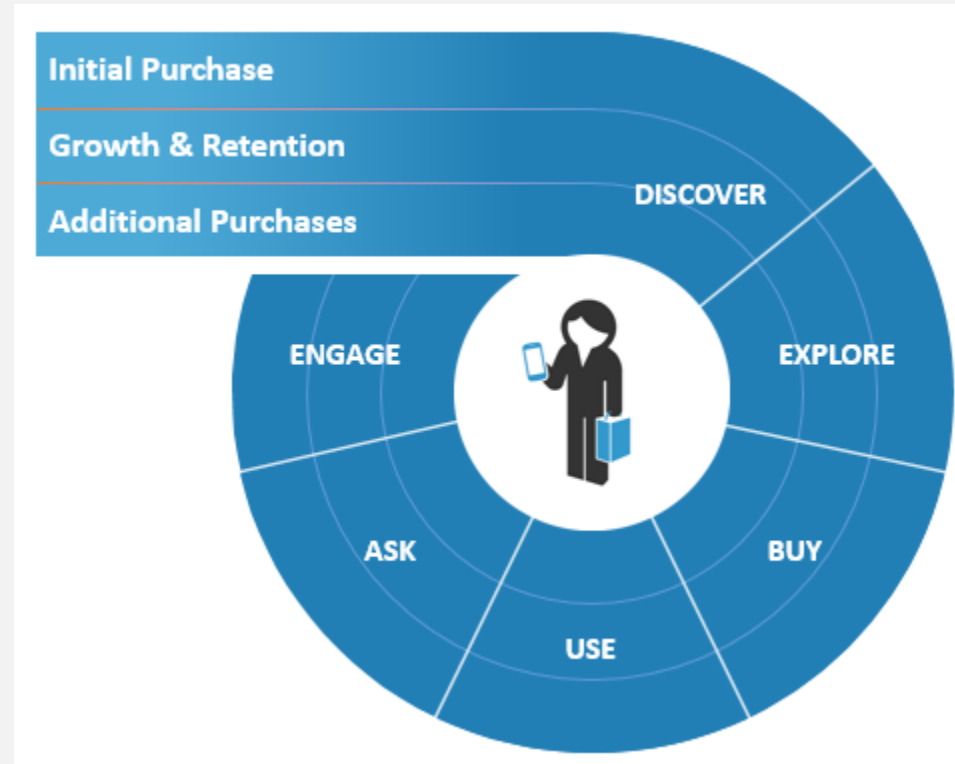 Initial Purchase
Growth & Retention
Additional Purchases
DISCOVER
EXPLORE
BUY
USE
ASK
ENGAGE